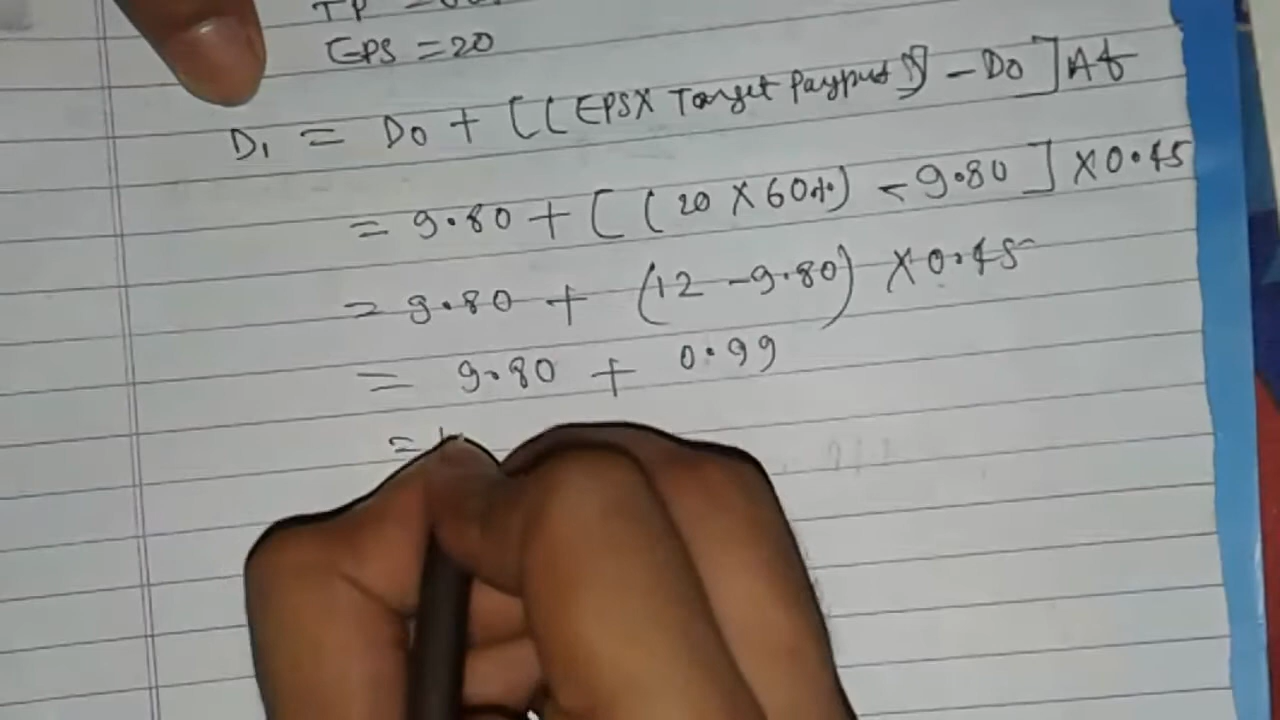 TP =
EPS = 20
D₁ = D0 + [(EPS X Target Payout) - D0] Af
= 9.80 + [(20 X 60%) - 9.80] X 0.45
= 9.80 + (12 - 9.80) X 0.45
= 9.80 + 0.99
=